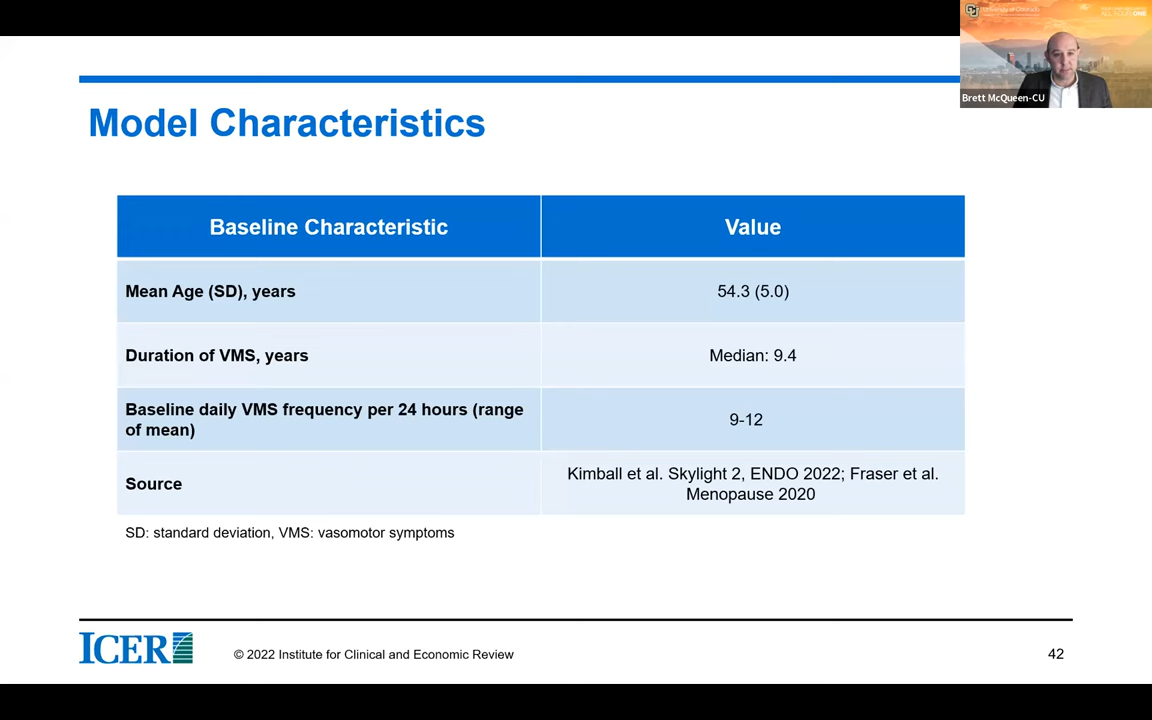 Model Characteristics
Brett McQueen-CU
Baseline Characteristic
Value
Mean Age (SD), years
54.3 (5.0)
Duration of VMS, years
Median: 9.4
Baseline daily VMS frequency per 24 hours (range
of mean)
9-12
Source
Kimball et al. Skylight 2, ENDO 2022; Fraser et al.
Menopause 2020
SD: standard deviation, VMS: vasomotor symptoms
ICER
© 2022 Institute for Clinical and Economic Review
42